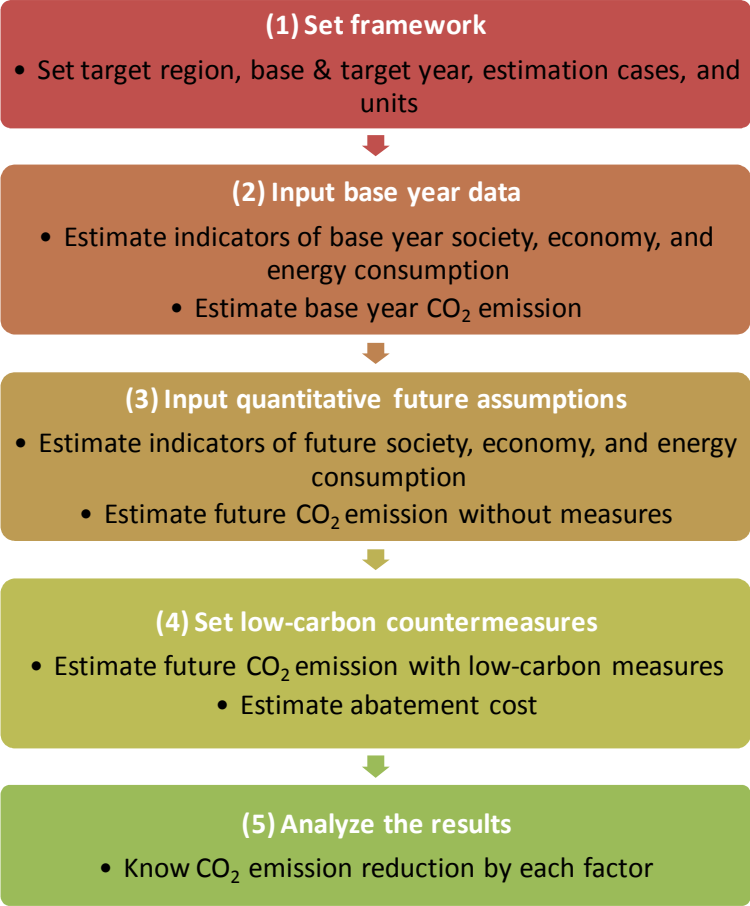 (1) Set framework
• Set target region, base & target year, estimation cases, and
units
(2) Input base year data
• Estimate indicators of base year society, economy, and
energy consumption
• Estimate base year CO₂ emission
(3) Input quantitative future assumptions
• Estimate indicators of future society, economy, and energy
consumption
• Estimate future CO₂ emission without measures
(4) Set low-carbon countermeasures
• Estimate future CO₂ emission with low-carbon measures
• Estimate abatement cost
(5) Analyze the results
• Know CO₂ emission reduction by each factor